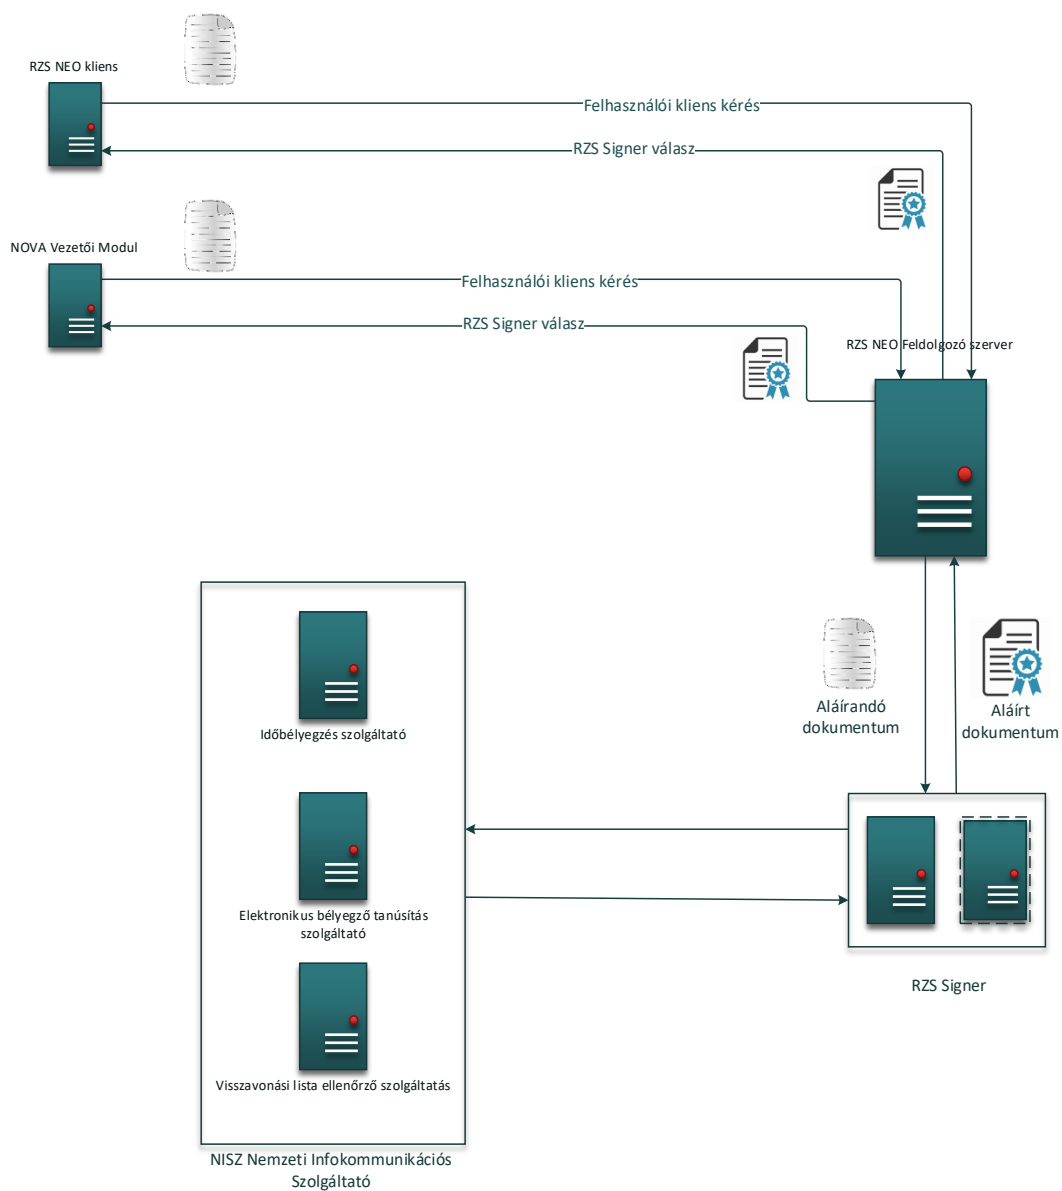 RZS NEO kliens
Felhasználói kliens kérés
RZS Signer válasz
NOVA Vezetői Modul
Felhasználói kliens kérés
RZS Signer válasz
RZS NEO Feldolgozó szerver
Aláírandó
dokumentum
Aláírt
dokumentum
Időbélyegzés szolgáltató
Elektronikus bélyegző tanúsítás
szolgáltató
RZS Signer
Visszavonási lista ellenőrző szolgáltatás
NISZ Nemzeti Infokommunikációs
Szolgáltató